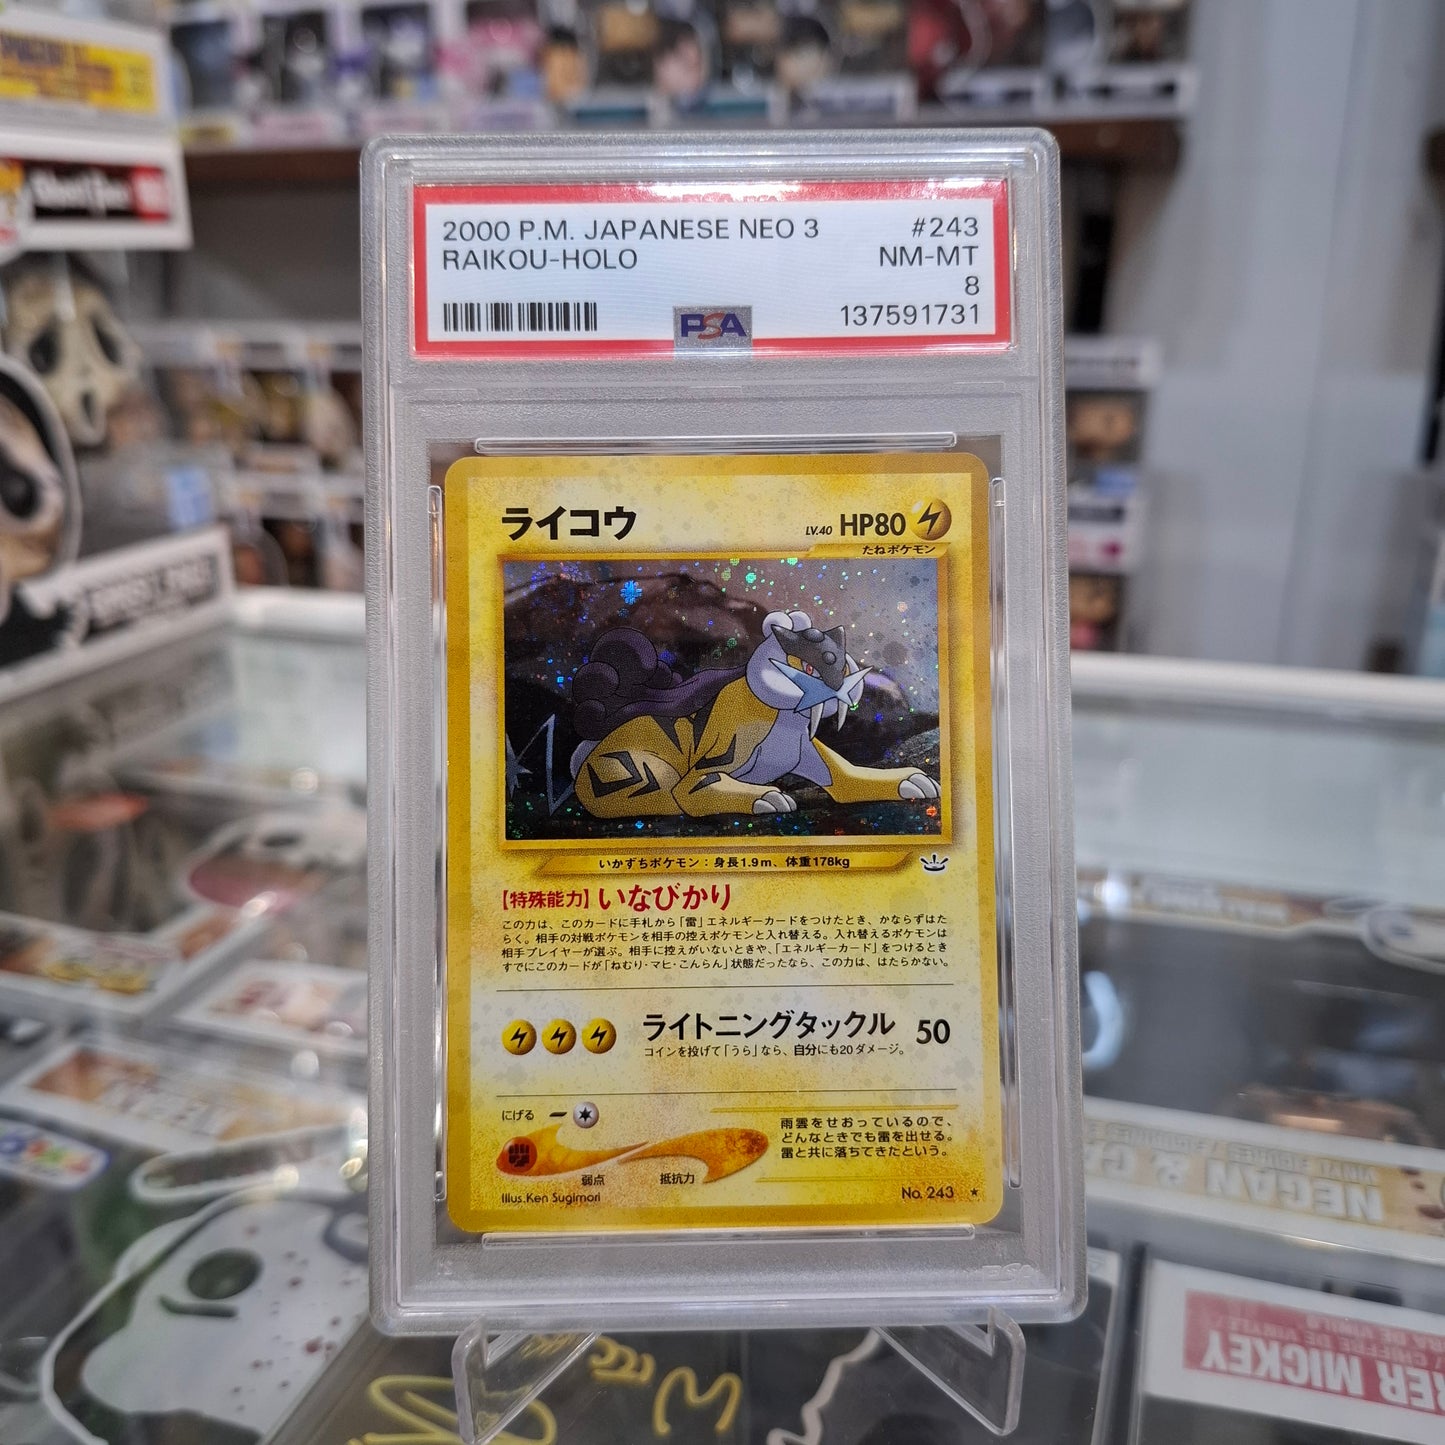 2000 P.M. JAPANESE NEO 3 #243
RAIKOU-HOLO NM-MT
8
PSA 137591731
ライコウ LV.40 HP80
たねポケモン
いかずちポケモン：身長1.9m、体重178kg
【特殊能力】いなびかり
この力は、このカードに手札から「雷」エネルギーカードをつけたとき、かならずはた
らく。相手の対戦ポケモンを相手の控えポケモンと入れ替える。入れ替えるポケモンは
相手プレイヤーが選ぶ。相手に控えがいないときや、「エネルギーカード」をつけるとき
すでにこのカードが「ねむり・マヒ・こんらん」状態だったなら、この力は、はたらかない。
ライトニングタックル 50
コインを投げて「うら」なら、自分にも20ダメージ。
にげる
雨雲をせおっているので、
どんなときでも雷を出せる。
雷と共に落ちてきたという。
弱点 抵抗力
Illus.Ken Sugimori No.243 ★
NEGAN &
MICKEY